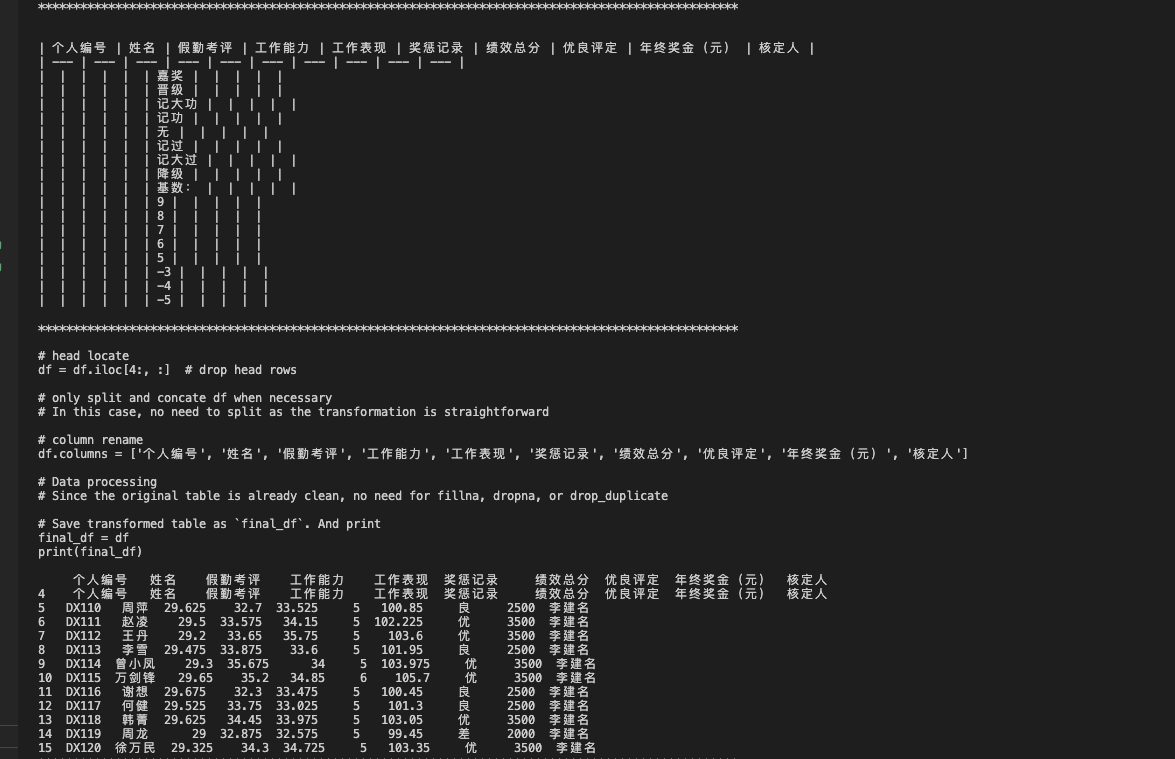 ****************************************************************************************************
| 个人编号 | 姓名 | 假勤考评 | 工作能力 | 工作表现 | 奖惩记录 | 绩效总分 | 优良评定 | 年终奖金（元） | 核定人 |
| --- | --- | --- | --- | --- | --- | --- | --- | --- | --- |
| | | | | | 嘉奖 | | | | |
| | | | | | 晋级 | | | | |
| | | | | | 记大功 | | | | |
| | | | | | 记功 | | | | |
| | | | | | 无 | | | | |
| | | | | | 记过 | | | | |
| | | | | | 记大过 | | | | |
| | | | | | 降级 | | | | |
| | | | | | 基数： | | | | |
| | | | | | 9 | | | | |
| | | | | | 8 | | | | |
| | | | | | 7 | | | | |
| | | | | | 6 | | | | |
| | | | | | 5 | | | | |
| | | | | | -3 | | | | |
| | | | | | -4 | | | | |
| | | | | | -5 | | | | |
****************************************************************************************************
# head locate
df = df.iloc[4:, :]  # drop head rows
# only split and concate df when necessary
# In this case, no need to split as the transformation is straightforward
# column rename
df.columns = ['个人编号', '姓名', '假勤考评', '工作能力', '工作表现', '奖惩记录', '绩效总分', '优良评定', '年终奖金（元）', '核定人']
# Data processing
# Since the original table is already clean, no need for fillna, dropna, or drop_duplicate
# Save transformed table as `final_df`. And print
final_df = df
print(final_df)
个人编号 姓名 假勤考评 工作能力 工作表现 奖惩记录 绩效总分 优良评定 年终奖金（元） 核定人
4 个人编号 姓名 假勤考评 工作能力 工作表现 奖惩记录 绩效总分 优良评定 年终奖金（元） 核定人
5 DX110 周萍 29.625 32.7 33.525 5 100.85 良 2500 李建名
6 DX111 赵凌 29.5 33.575 34.15 5 102.225 优 3500 李建名
7 DX112 王丹 29.2 33.65 35.75 5 103.6 优 3500 李建名
8 DX113 李雪 29.475 33.875 33.6 5 101.95 良 2500 李建名
9 DX114 曾小凤 29.3 35.675 34 5 103.975 优 3500 李建名
10 DX115 万剑锋 29.65 35.2 34.85 6 105.7 优 3500 李建名
11 DX116 谢想 29.675 32.3 33.475 5 100.45 良 2500 李建名
12 DX117 何健 29.525 33.75 33.025 5 101.3 良 2500 李建名
13 DX118 韩菁 29.625 34.45 33.975 5 103.05 优 3500 李建名
14 DX119 周龙 29 32.875 32.575 5 99.45 差 2000 李建名
15 DX120 徐万民 29.325 34.3 34.725 5 103.35 优 3500 李建名